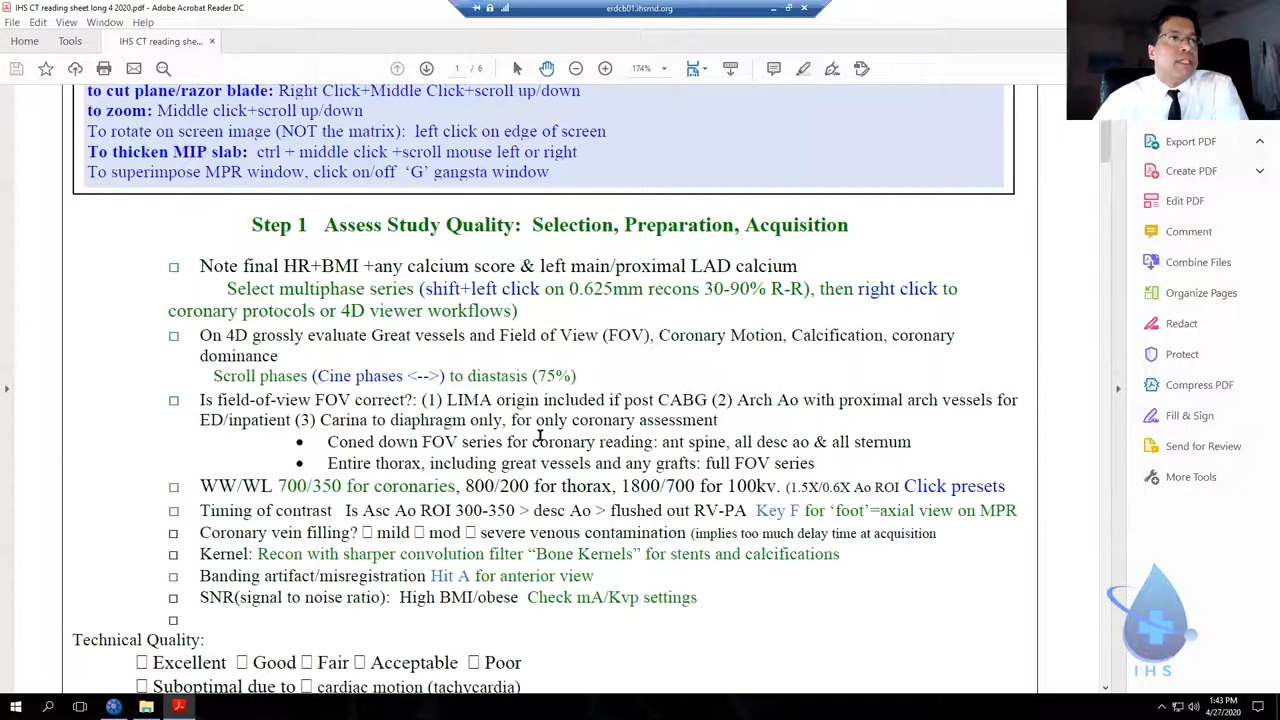 IHS CT reading sheet long 4 2020.pdf - Adobe Acrobat Reader DC
erdcb01.ihsmd.org
File Edit View Window Help
Home Tools IHS CT reading she... ×
/ 6 174%
to cut plane/razor blade: Right Click+Middle Click+scroll up/down
to zoom: Middle click+scroll up/down
To rotate on screen image (NOT the matrix): left click on edge of screen
To thicken MIP slab: ctrl + middle click +scroll mouse left or right
To superimpose MPR window, click on/off ‘G’ gangsta window
Step 1 Assess Study Quality: Selection, Preparation, Acquisition
Note final HR+BMI +any calcium score & left main/proximal LAD calcium
Select multiphase series (shift+left click on 0.625mm recons 30-90% R-R), then right click to
coronary protocols or 4D viewer workflows)
On 4D grossly evaluate Great vessels and Field of View (FOV), Coronary Motion, Calcification, coronary
dominance
Scroll phases (Cine phases <-->) to diastasis (75%)
Is field-of-view FOV correct?: (1) LIMA origin included if post CABG (2) Arch Ao with proximal arch vessels for
ED/inpatient (3) Carina to diaphragm only, for only coronary assessment
• Coned down FOV series for coronary reading: ant spine, all desc ao & all sternum
• Entire thorax, including great vessels and any grafts: full FOV series
WW/WL 700/350 for coronaries, 800/200 for thorax, 1800/700 for 100kv. (1.5X/0.6X Ao ROI Click presets
Timing of contrast Is Asc Ao ROI 300-350 > desc Ao > flushed out RV-PA Key F for ‘foot’=axial view on MPR
Coronary vein filling? □ mild □ mod □ severe venous contamination (implies too much delay time at acquisition
Kernel: Recon with sharper convolution filter “Bone Kernels” for stents and calcifications
Banding artifact/misregistration Hit A for anterior view
SNR(signal to noise ratio): High BMI/obese Check mA/Kvp settings
Technical Quality:
□ Excellent □ Good □ Fair □ Acceptable □ Poor
□ Suboptimal due to □ cardiac motion (tachycardia)
Export PDF
Create PDF
Edit PDF
Comment
Combine Files
Organize Pages
Redact
Protect
Compress PDF
Fill & Sign
Send for Review
More Tools
IHS
1:43 PM
4/27/2020